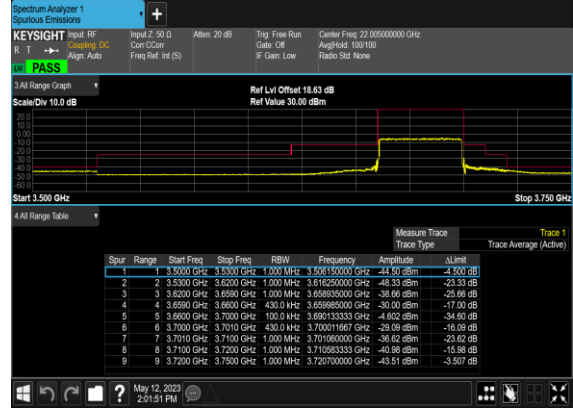 Spectrum Analyzer 1
Spurious Emissions
+
KEYSIGHT Input: RF Input Z: 50 Ω Atten: 20 dB Trig: Free Run Center Freq: 22.005000000 GHz
R T Coupling: DC Corr CCorr Gate: Off Avg|Hold: 100/100
Align: Auto Freq Ref: Int (S) IF Gain: Low Radio Std: None
PASS
3 All Range Graph Ref Lvl Offset 18.63 dB
Scale/Div 10.0 dB Ref Value 30.00 dBm
20.0
10.0
0.00
-10.0
-20.0
-30.0
-40.0
-50.0
-60.0
Start 3.500 GHz Stop 3.750 GHz
4 All Range Table
Measure Trace Trace 1
Trace Type Trace Average (Active)
Spur Range Start Freq Stop Freq RBW Frequency Amplitude ΔLimit
1 1 3.5000 GHz 3.5300 GHz 1.000 MHz 3.506150000 GHz -44.50 dBm -4.500 dB
2 2 3.5300 GHz 3.6200 GHz 1.000 MHz 3.616250000 GHz -48.33 dBm -23.33 dB
3 3 3.6200 GHz 3.6590 GHz 1.000 MHz 3.658935000 GHz -38.66 dBm -25.66 dB
4 4 3.6590 GHz 3.6600 GHz 430.0 kHz 3.659985000 GHz -30.00 dBm -17.00 dB
5 5 3.6600 GHz 3.7000 GHz 100.0 kHz 3.690133333 GHz -4.602 dBm -34.60 dB
6 6 3.7000 GHz 3.7010 GHz 430.0 kHz 3.700011667 GHz -29.09 dBm -16.09 dB
7 7 3.7010 GHz 3.7100 GHz 1.000 MHz 3.701060000 GHz -36.62 dBm -23.62 dB
8 8 3.7100 GHz 3.7200 GHz 1.000 MHz 3.710583333 GHz -40.98 dBm -15.98 dB
9 9 3.7200 GHz 3.7500 GHz 1.000 MHz 3.720700000 GHz -43.51 dBm -3.507 dB
? May 12, 2023
2:01:51 PM